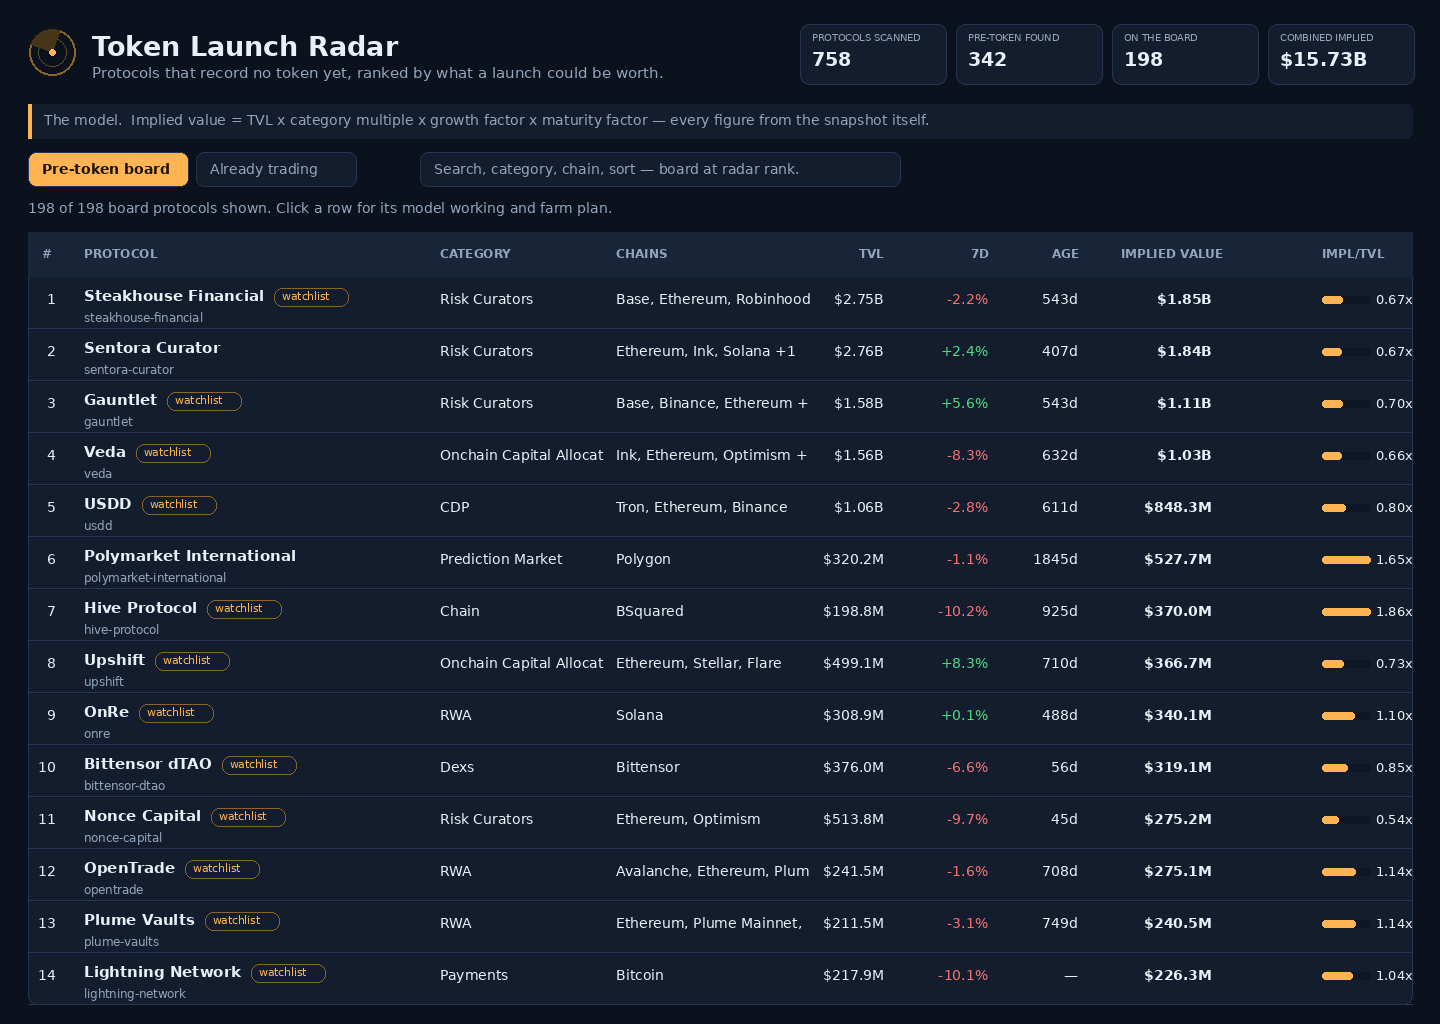 Token Launch Radar
Protocols that record no token yet, ranked by what a launch could be worth.
PROTOCOLS SCANNED
758
PRE-TOKEN FOUND
342
ON THE BOARD
198
COMBINED IMPLIED
$15.73B
The model.  Implied value = TVL x category multiple x growth factor x maturity factor — every figure from the snapshot itself.
Pre-token board
Already trading
Search, category, chain, sort — board at radar rank.
198 of 198 board protocols shown. Click a row for its model working and farm plan.
# PROTOCOL CATEGORY CHAINS TVL 7D AGE IMPLIED VALUE IMPL/TVL
1 Steakhouse Financial watchlist Risk Curators Base, Ethereum, Robinhood $2.75B -2.2% 543d $1.85B 0.67x
steakhouse-financial
2 Sentora Curator Risk Curators Ethereum, Ink, Solana +1 $2.76B +2.4% 407d $1.84B 0.67x
sentora-curator
3 Gauntlet watchlist Risk Curators Base, Binance, Ethereum + $1.58B +5.6% 543d $1.11B 0.70x
gauntlet
4 Veda watchlist Onchain Capital Allocat Ink, Ethereum, Optimism + $1.56B -8.3% 632d $1.03B 0.66x
veda
5 USDD watchlist CDP Tron, Ethereum, Binance $1.06B -2.8% 611d $848.3M 0.80x
usdd
6 Polymarket International Prediction Market Polygon $320.2M -1.1% 1845d $527.7M 1.65x
polymarket-international
7 Hive Protocol watchlist Chain BSquared $198.8M -10.2% 925d $370.0M 1.86x
hive-protocol
8 Upshift watchlist Onchain Capital Allocat Ethereum, Stellar, Flare $499.1M +8.3% 710d $366.7M 0.73x
upshift
9 OnRe watchlist RWA Solana $308.9M +0.1% 488d $340.1M 1.10x
onre
10 Bittensor dTAO watchlist Dexs Bittensor $376.0M -6.6% 56d $319.1M 0.85x
bittensor-dtao
11 Nonce Capital watchlist Risk Curators Ethereum, Optimism $513.8M -9.7% 45d $275.2M 0.54x
nonce-capital
12 OpenTrade watchlist RWA Avalanche, Ethereum, Plum $241.5M -1.6% 708d $275.1M 1.14x
opentrade
13 Plume Vaults watchlist RWA Ethereum, Plume Mainnet, $211.5M -3.1% 749d $240.5M 1.14x
plume-vaults
14 Lightning Network watchlist Payments Bitcoin $217.9M -10.1% — $226.3M 1.04x
lightning-network